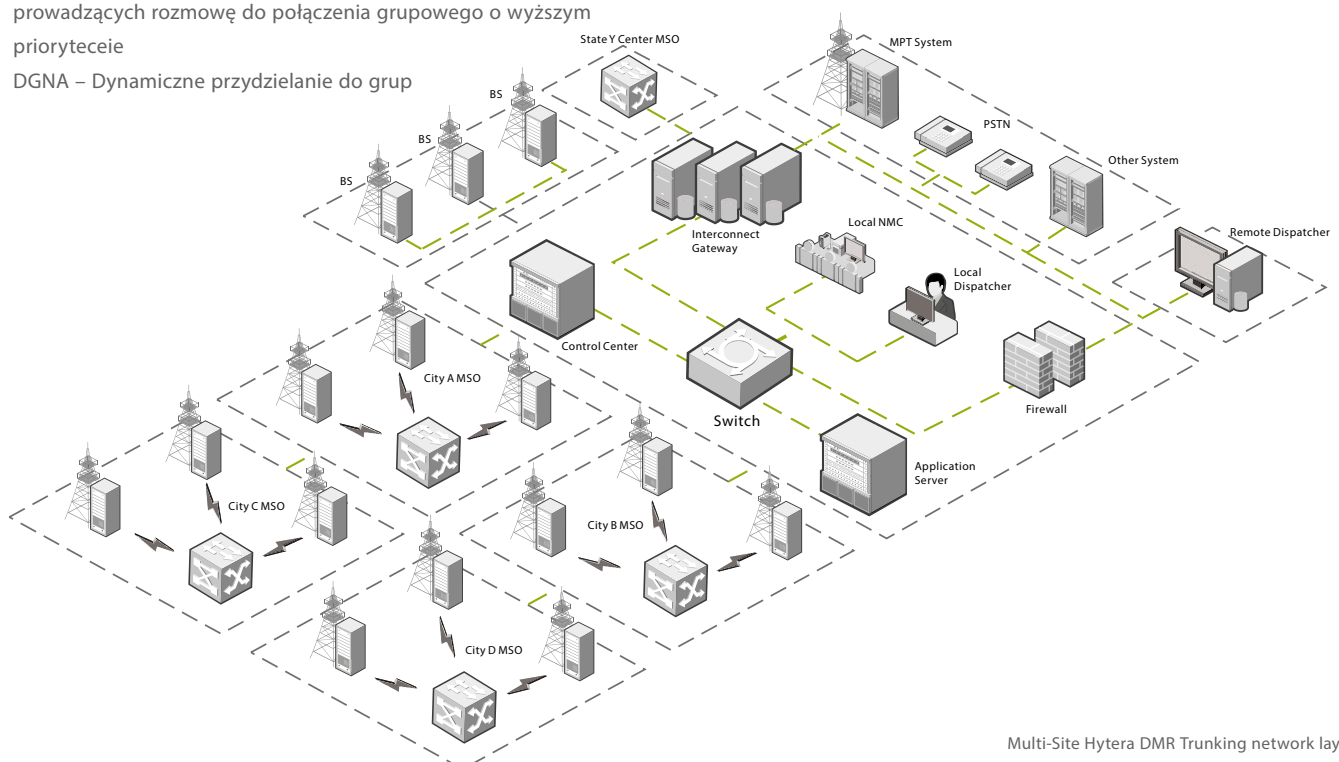 prowadzących rozmowę do połączenia grupowego o wyższym
prioryteceie
DGNA – Dynamiczne przydzielanie do grup
State Y Center MSO
MPT System
BS
BS
BS
PSTN
Other System
Interconnect
Gateway
Local NMC
Remote Dispatcher
Local
Dispatcher
Control Center
City A MSO
Switch
Firewall
Application
Server
City C MSO
City B MSO
City D MSO
Multi-Site Hytera DMR Trunking network lay